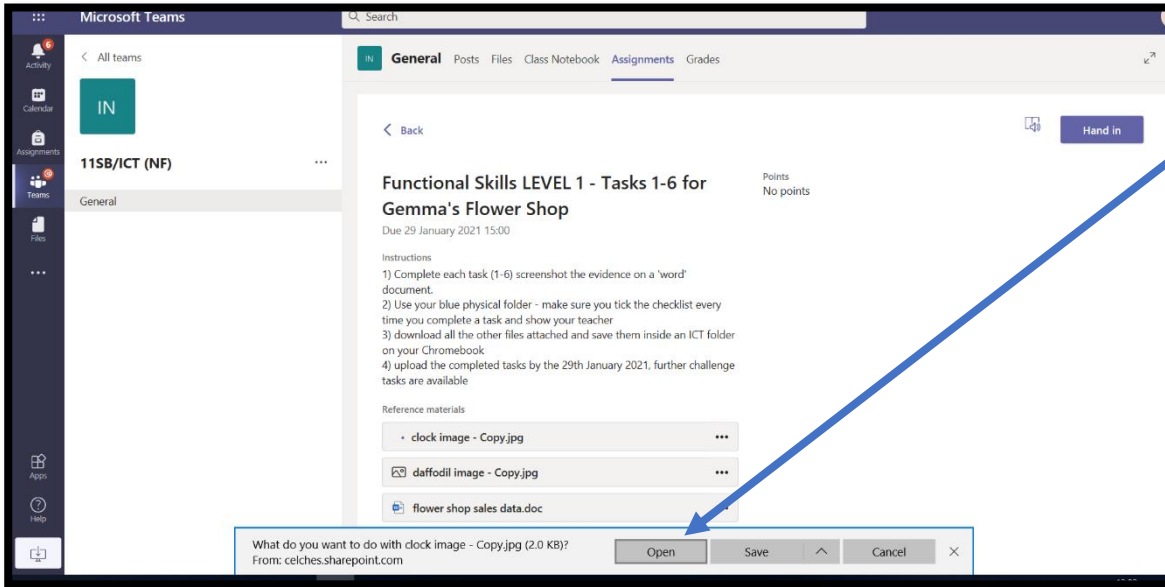 Microsoft Teams
Search
6
Activity
Calendar
Assignments
Teams
Files
Apps
Help
All teams
IN
11SB/ICT (NF)
General
IN General Posts Files Class Notebook Assignments Grades
Back
Hand in
Functional Skills LEVEL 1 - Tasks 1-6 for
Gemma's Flower Shop
Due 29 January 2021 15:00
Points
No points
Instructions
1) Complete each task (1-6) screenshot the evidence on a 'word'
document.
2) Use your blue physical folder - make sure you tick the checklist every
time you complete a task and show your teacher
3) download all the other files attached and save them inside an ICT folder
on your Chromebook
4) upload the completed tasks by the 29th January 2021, further challenge
tasks are available
Reference materials
clock image - Copy.jpg
daffodil image - Copy.jpg
flower shop sales data.doc
What do you want to do with clock image - Copy.jpg (2.0 KB)?
From: celches.sharepoint.com
Open Save Cancel